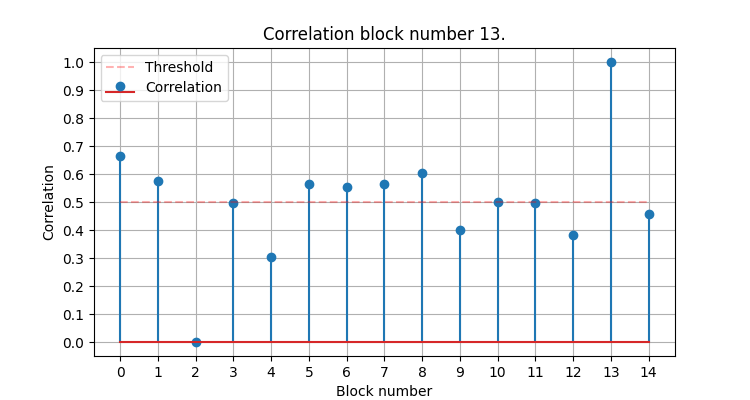 Correlation block number 13.
Threshold
Correlation
1.0
0.9
0.8
0.7
0.6
0.5
0.4
0.3
0.2
0.1
0.0
Correlation
0 1 2 3 4 5 6 7 8 9 10 11 12 13 14
Block number